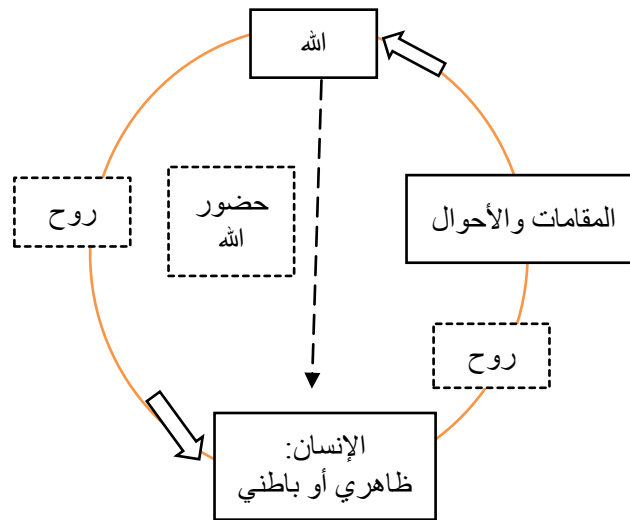 الله
روح
حضور
الله
المقامات والأحوال
روح
الإنسان:
ظاهري أو باطني